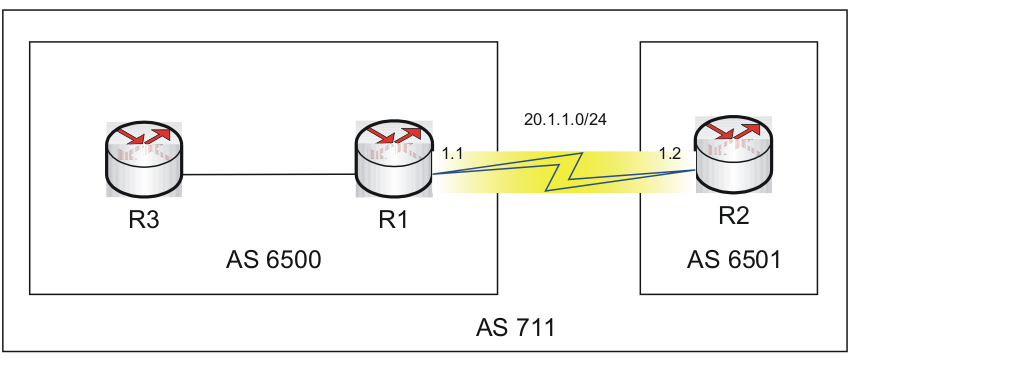 20.1.1.0/24
1.1
1.2
R3
R1
R2
AS 6500
AS 6501
AS 711